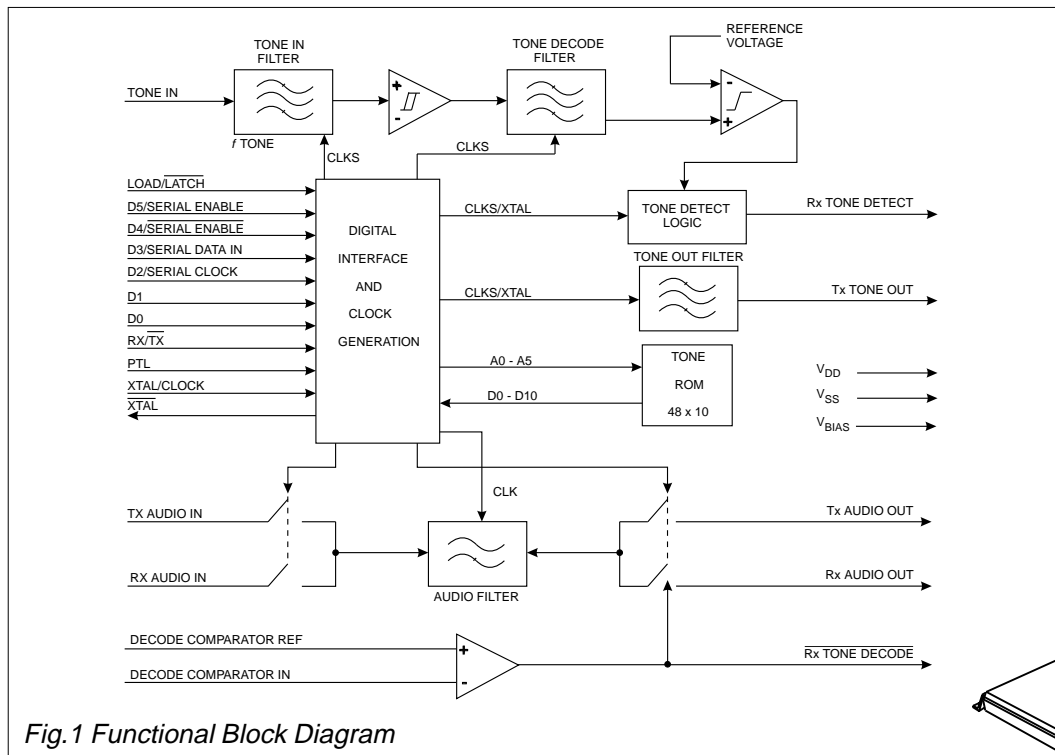 TONE IN
FILTER
TONE DECODE
FILTER
REFERENCE
VOLTAGE
TONE IN
+
-
-
+
f TONE
CLKS
CLKS
LOAD/LATCH
D5/SERIAL ENABLE
D4/SERIAL ENABLE
D3/SERIAL DATA IN
D2/SERIAL CLOCK
D1
D0
RX/TX
PTL
XTAL/CLOCK
XTAL
DIGITAL
INTERFACE
AND
CLOCK
GENERATION
CLKS/XTAL
TONE DETECT
LOGIC
Rx TONE DETECT
TONE OUT FILTER
CLKS/XTAL
Tx TONE OUT
A0 - A5
D0 - D10
TONE
ROM
48 x 10
VDD
VSS
VBIAS
CLK
TX AUDIO IN
RX AUDIO IN
AUDIO FILTER
Tx AUDIO OUT
Rx AUDIO OUT
DECODE COMPARATOR REF
DECODE COMPARATOR IN
+
-
Rx TONE DECODE
Fig.1 Functional Block Diagram